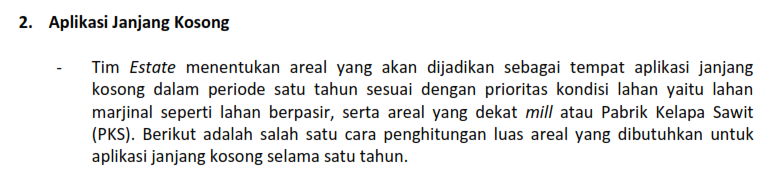 2. Aplikasi Janjang Kosong
- Tim Estate menentukan areal yang akan dijadikan sebagai tempat aplikasi janjang
kosong dalam periode satu tahun sesuai dengan prioritas kondisi lahan yaitu lahan
marjinal seperti lahan berpasir, serta areal yang dekat mill atau Pabrik Kelapa Sawit
(PKS). Berikut adalah salah satu cara penghitungan luas areal yang dibutuhkan untuk
aplikasi janjang kosong selama satu tahun.